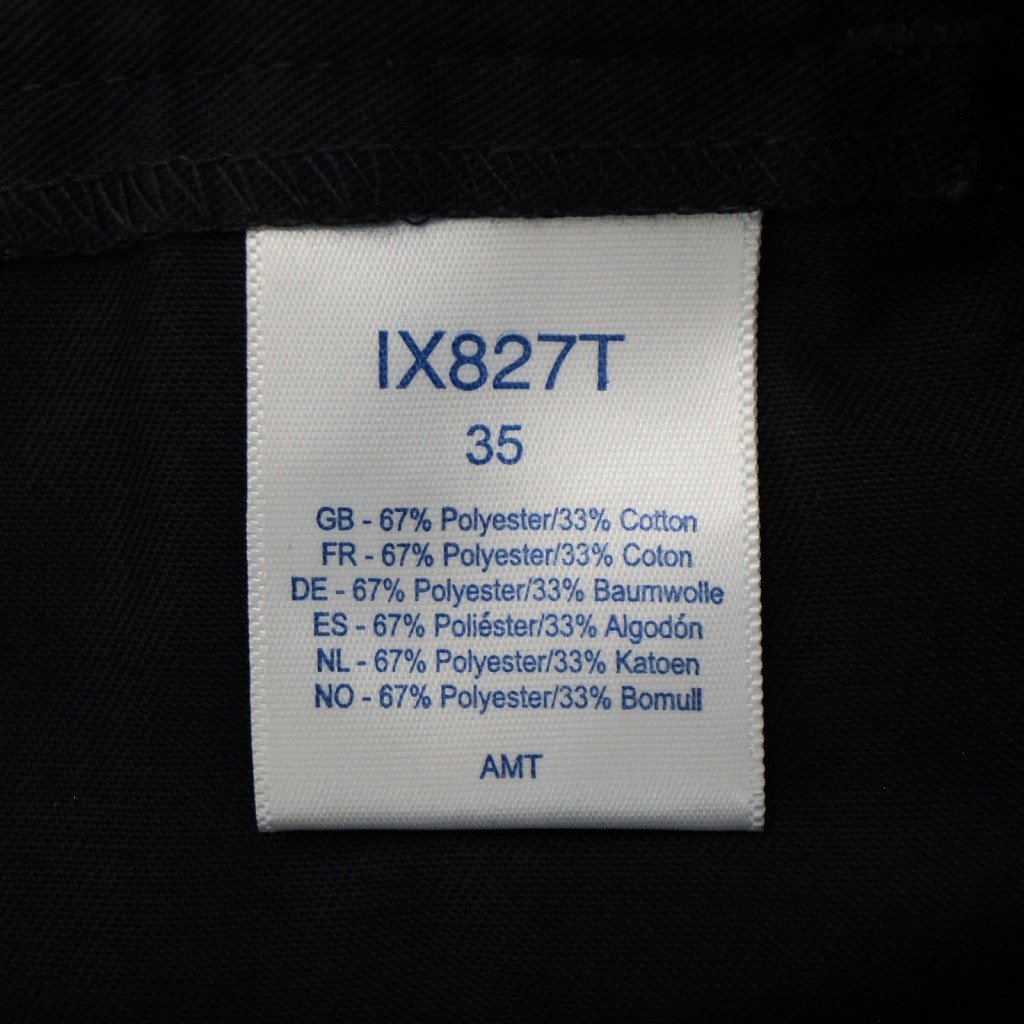 IX827T
35
GB - 67% Polyester/33% Cotton
FR - 67% Polyester/33% Coton
DE - 67% Polyester/33% Baumwolle
ES - 67% Poliéster/33% Algodón
NL - 67% Polyester/33% Katoen
NO - 67% Polyester/33% Bomull
AMT